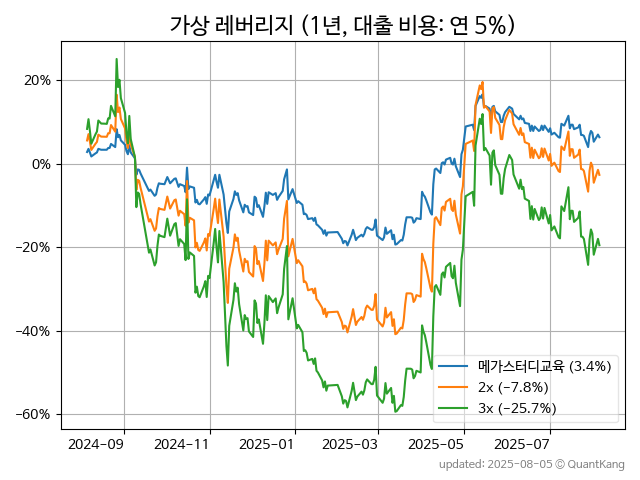 가상 레버리지 (1년, 대출 비용: 연 5%)
20%
0%
−20%
−40%
−60%
메가스터디교육 (3.4%)
2x (−7.8%)
3x (−25.7%)
2024-09
2024-11
2025-01
2025-03
2025-05
2025-07
updated: 2025-08-05 © QuantKang